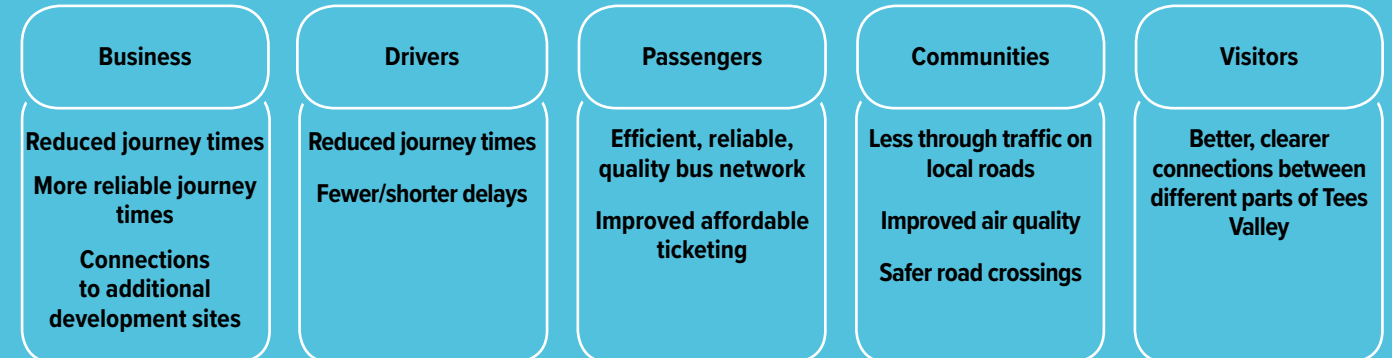 Business
Reduced journey times
More reliable journey
times
Connections
to additional
development sites
Drivers
Reduced journey times
Fewer/shorter delays
Passengers
Efficient, reliable,
quality bus network
Improved affordable
ticketing
Communities
Less through traffic on
local roads
Improved air quality
Safer road crossings
Visitors
Better, clearer
connections between
different parts of Tees
Valley